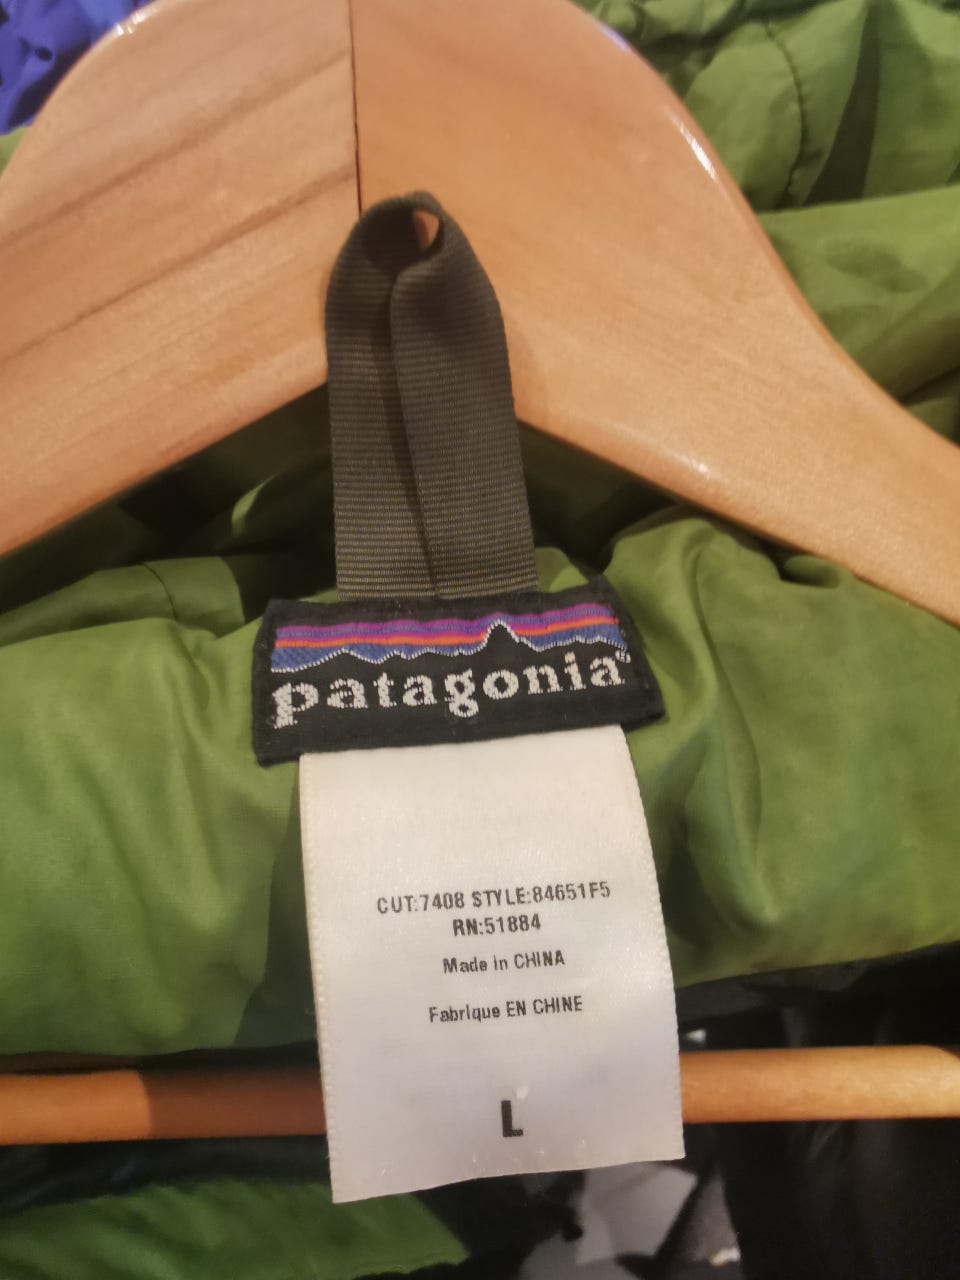 patagonia®
CUT:7408 STYLE:84651F5
RN:51884
Made in CHINA
Fabrique EN CHINE
L